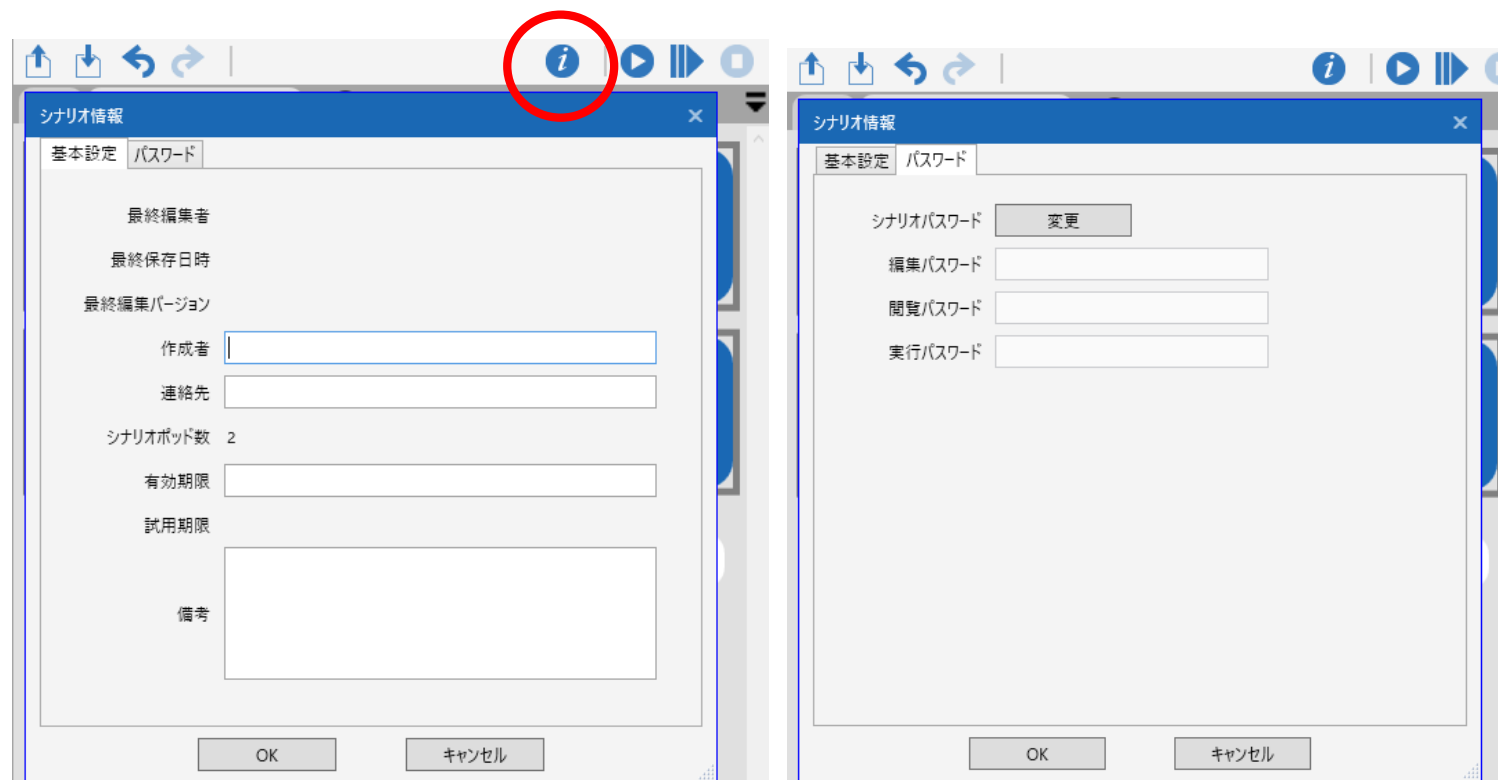 i
シナリオ情報
基本設定 パスワード
最終編集者
最終保存日時
最終編集バージョン
作成者
連絡先
シナリオポッド数 2
有効期限
試用期限
備考
OK キャンセル
i
シナリオ情報
基本設定 パスワード
シナリオパスワード 変更
編集パスワード
閲覧パスワード
実行パスワード
OK キャンセル